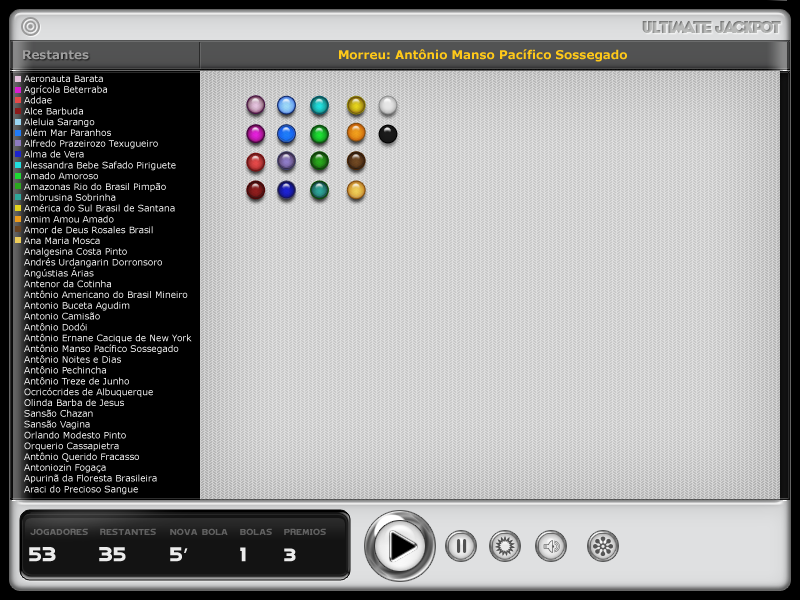 ULTIMATE JACKPOT
Restantes
Morreu: Antônio Manso Pacífico Sossegado
Aeronauta Barata
Agrícola Beterraba
Addae
Alce Barbuda
Aleluia Sarango
Além Mar Paranhos
Alfredo Prazeirozo Texugueiro
Alma de Vera
Alessandra Bebe Safado Piriguete
Amado Amoroso
Amazonas Rio do Brasil Pimpão
Ambrusina Sobrinha
América do Sul Brasil de Santana
Amim Amou Amado
Amor de Deus Rosales Brasil
Ana Maria Mosca
Analgesina Costa Pinto
Andrés Urdangarin Dorronsoro
Angústias Árias
Antenor da Cotinha
Antônio Americano do Brasil Mineiro
Antonio Buceta Agudim
Antonio Camisão
Antônio Dodói
Antônio Ernane Cacique de New York
Antônio Manso Pacífico Sossegado
Antônio Noites e Dias
Antônio Pechincha
Antônio Treze de Junho
Ocricócrides de Albuquerque
Olinda Barba de Jesus
Sansão Chazan
Sansão Vagina
Orlando Modesto Pinto
Orquerio Cassapietra
Antônio Querido Fracasso
Antoniozin Fogaça
Apurinã da Floresta Brasileira
Araci do Precioso Sangue
JOGADORES RESTANTES NOVA BOLA BOLAS PREMIOS
53 35 5' 1 3